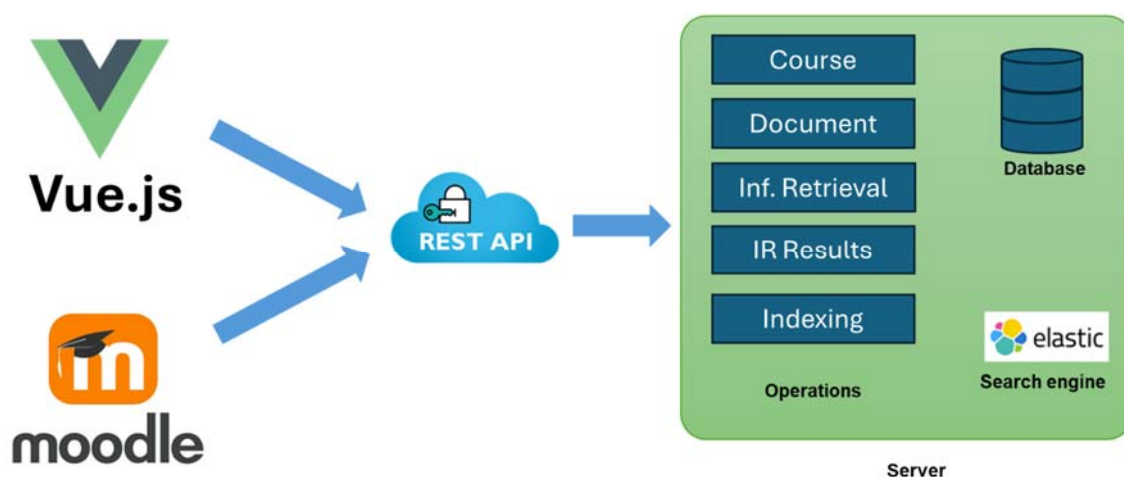 Vue.js
moodle
REST API
Course
Document
Inf. Retrieval
IR Results
Indexing
Operations
Database
elastic
Search engine
Server